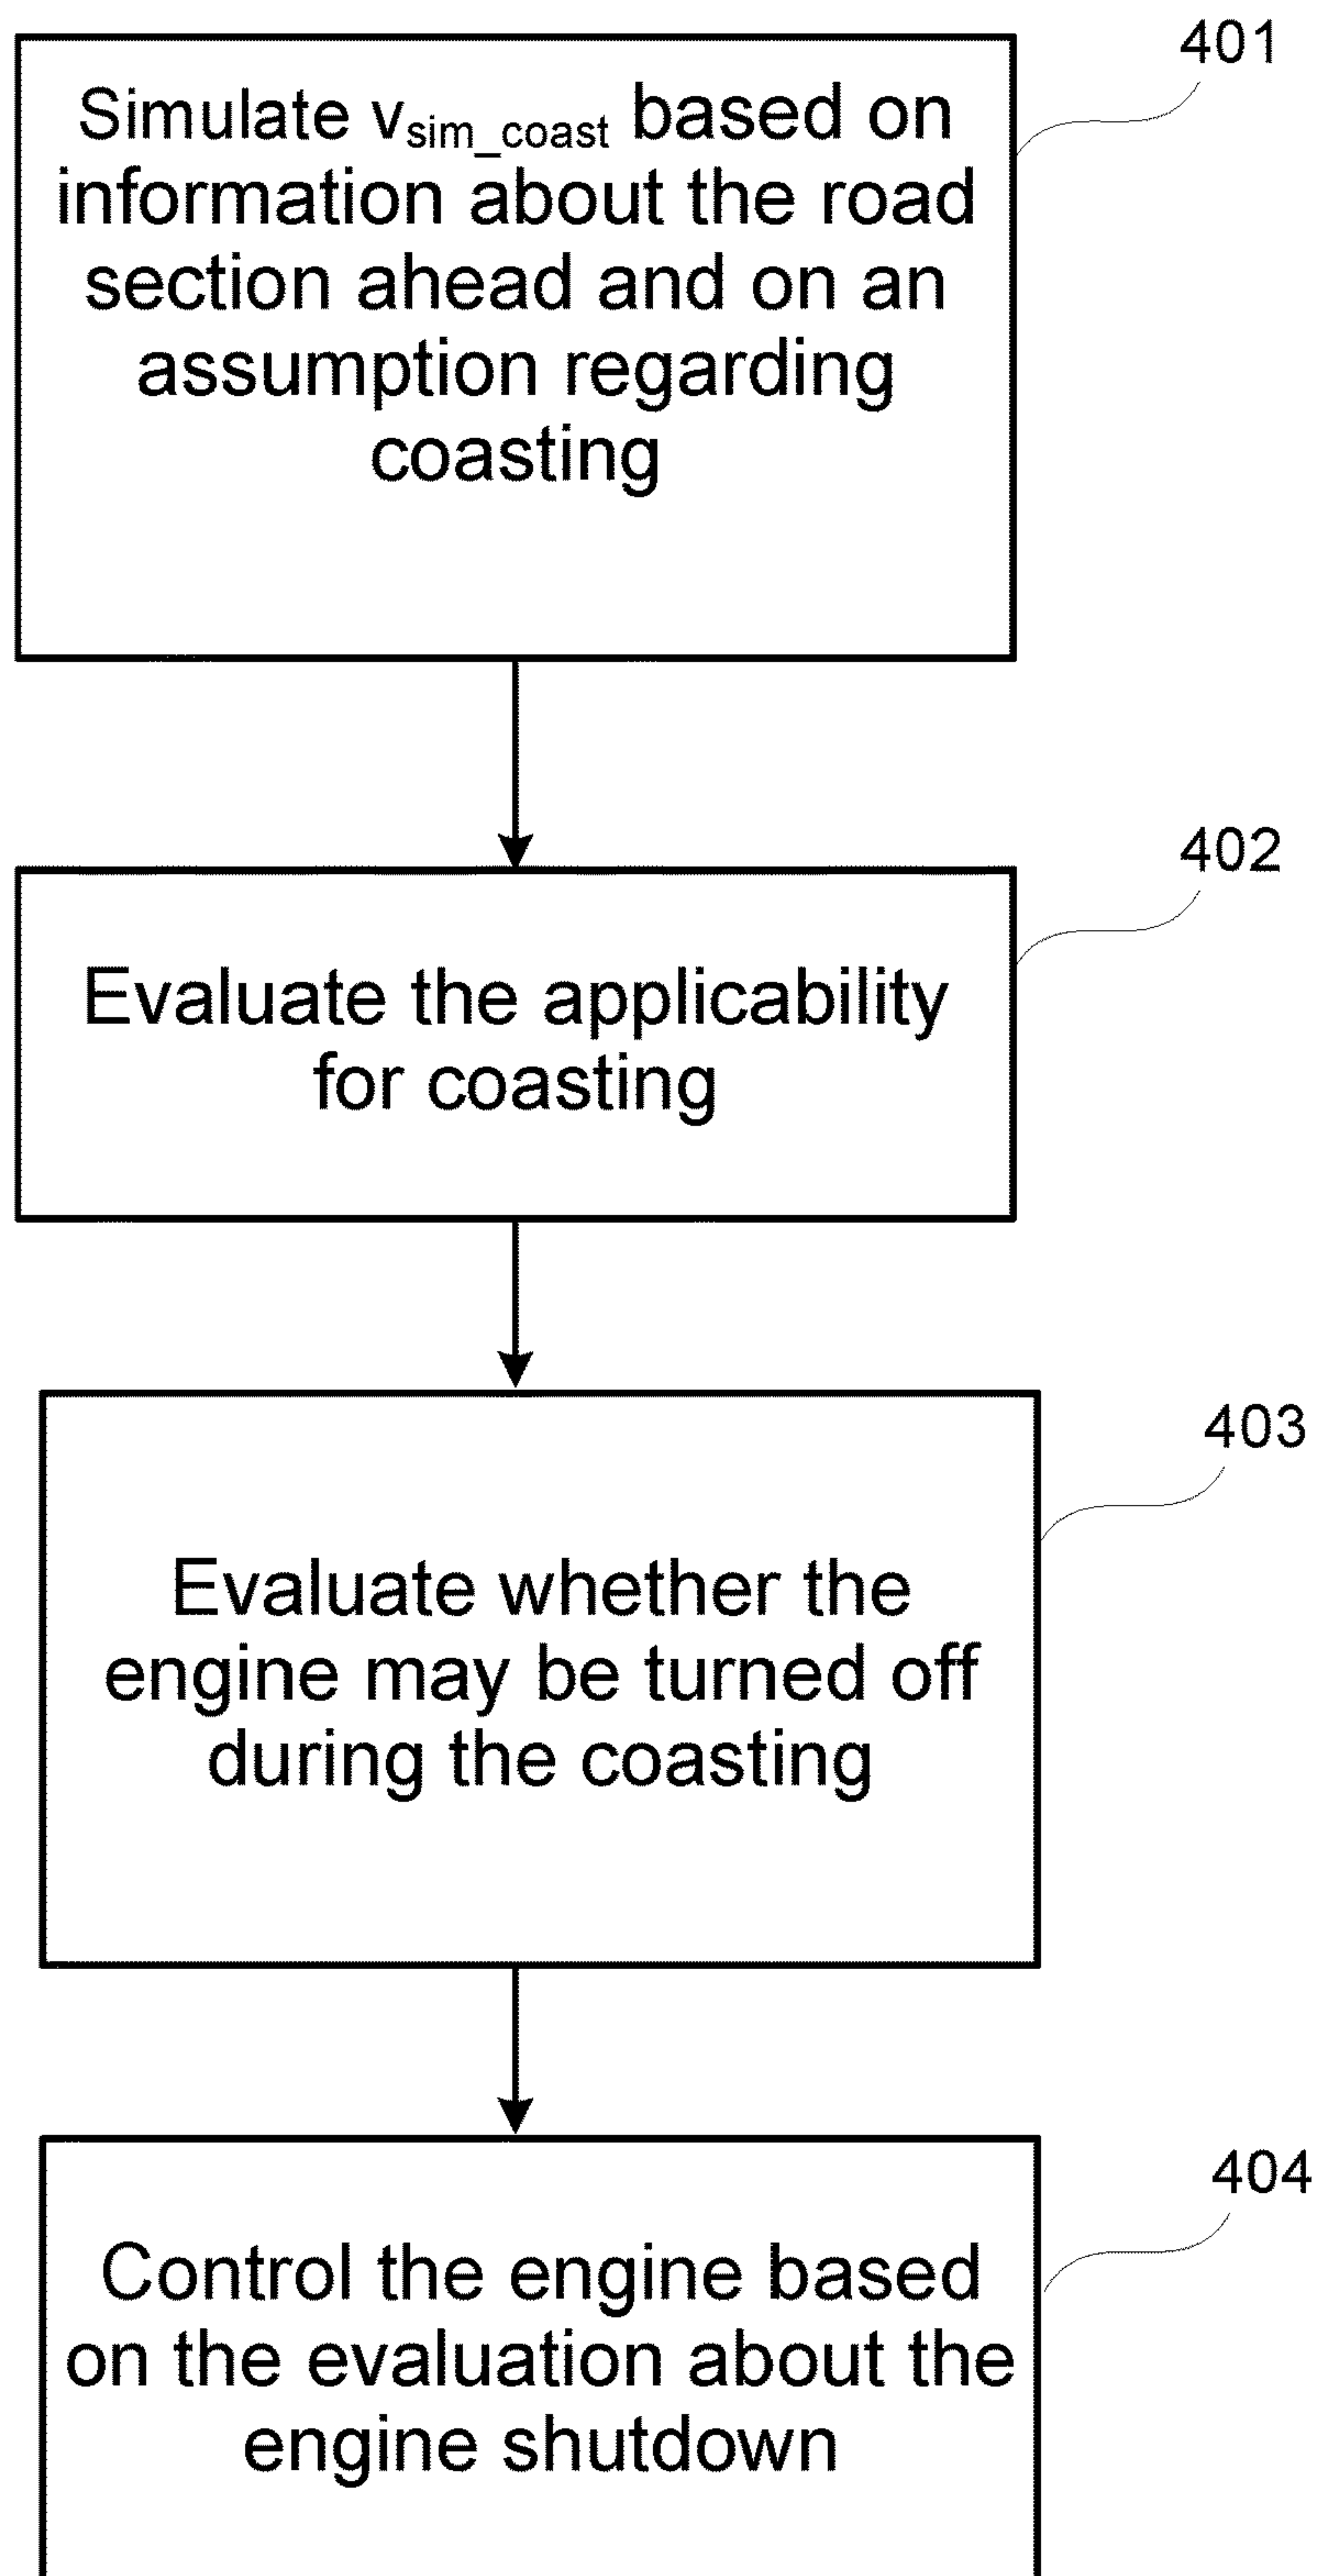 401
Simulate vsim_coast based on
information about the road
section ahead and on an
assumption regarding
coasting
402
Evaluate the applicability
for coasting
403
Evaluate whether the
engine may be turned off
during the coasting
404
Control the engine based
on the evaluation about the
engine shutdown